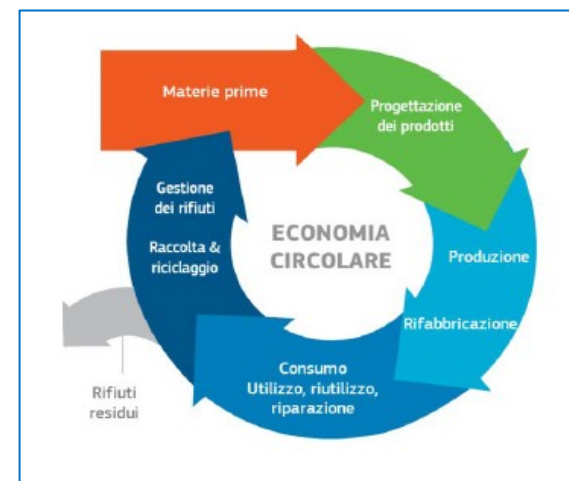 Materie prime
Progettazione
dei prodotti
Produzione
Rifabbricazione
Consumo
Utilizzo, riutilizzo,
riparazione
Gestione
dei rifiuti
Raccolta &
riciclaggio
Rifiuti
residui
ECONOMIA
CIRCOLARE